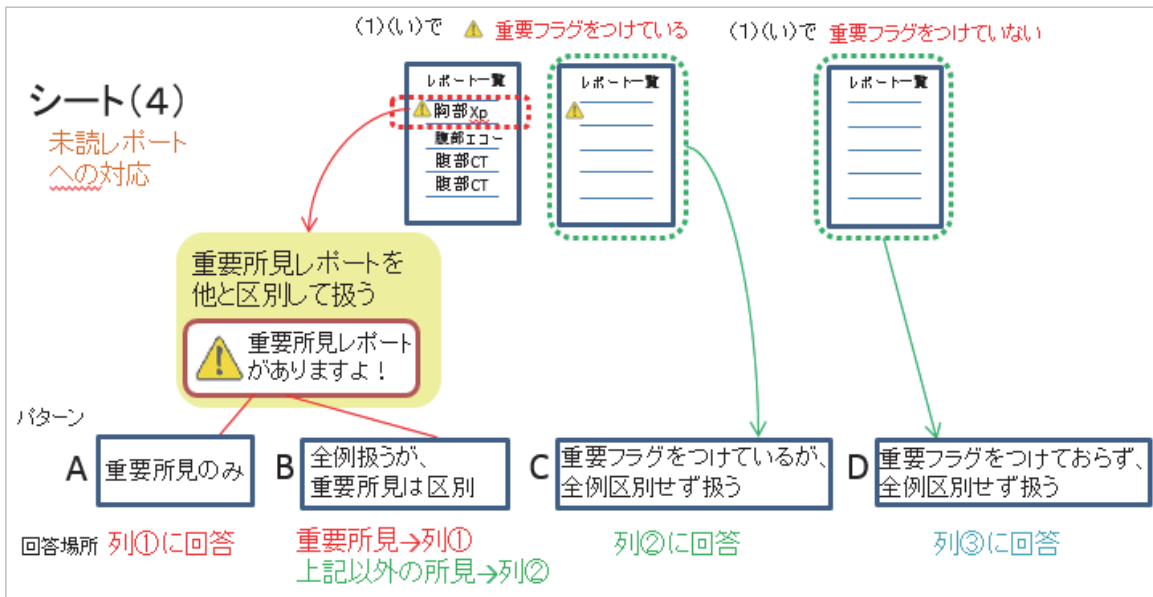 (1)(い)で ⚠ 重要フラグをつけている
(1)(い)で 重要フラグをつけていない
シート(4)
未読レポート
への対応
レポート一覧
胸部Xp
腹部エコー
腹部CT
腹部CT
レポート一覧
レポート一覧
重要所見レポートを
他と区別して扱う
重要所見レポート
がありますよ！
パターン
A 重要所見のみ
B 全例扱うが、
重要所見は区別
C 重要フラグをつけているが、
全例区別せず扱う
D 重要フラグをつけておらず、
全例区別せず扱う
回答場所 列①に回答
重要所見→列①
上記以外の所見→列②
列②に回答
列③に回答